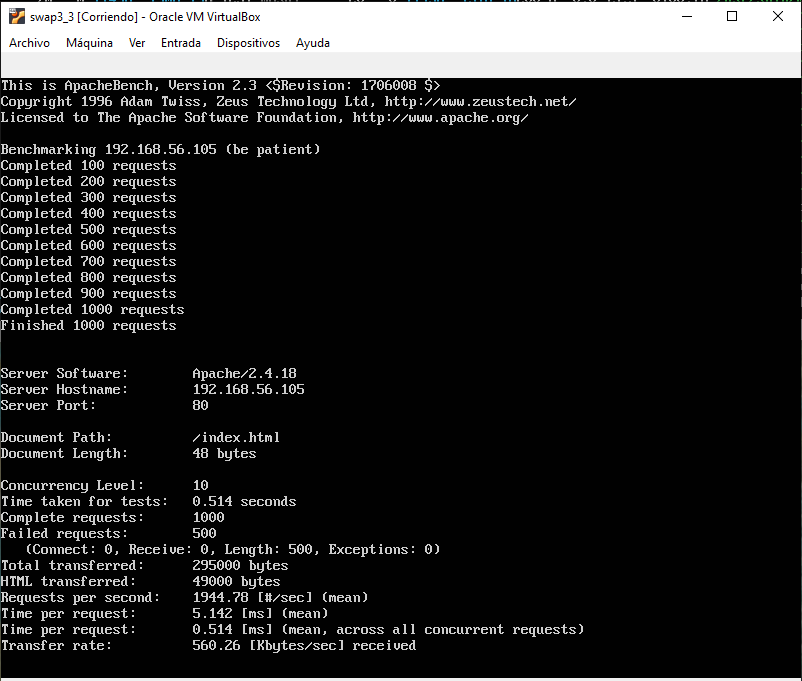 swap3_3 [Corriendo] - Oracle VM VirtualBox
Archivo Máquina Ver Entrada Dispositivos Ayuda
This is ApacheBench, Version 2.3 <$Revision: 1706008 $>
Copyright 1996 Adam Twiss, Zeus Technology Ltd, http://www.zeustech.net/
Licensed to The Apache Software Foundation, http://www.apache.org/
Benchmarking 192.168.56.105 (be patient)
Completed 100 requests
Completed 200 requests
Completed 300 requests
Completed 400 requests
Completed 500 requests
Completed 600 requests
Completed 700 requests
Completed 800 requests
Completed 900 requests
Completed 1000 requests
Finished 1000 requests
Server Software: Apache/2.4.18
Server Hostname: 192.168.56.105
Server Port: 80
Document Path: /index.html
Document Length: 48 bytes
Concurrency Level: 10
Time taken for tests: 0.514 seconds
Complete requests: 1000
Failed requests: 500
(Connect: 0, Receive: 0, Length: 500, Exceptions: 0)
Total transferred: 295000 bytes
HTML transferred: 49000 bytes
Requests per second: 1944.78 [#/sec] (mean)
Time per request: 5.142 [ms] (mean)
Time per request: 0.514 [ms] (mean, across all concurrent requests)
Transfer rate: 560.26 [Kbytes/sec] received